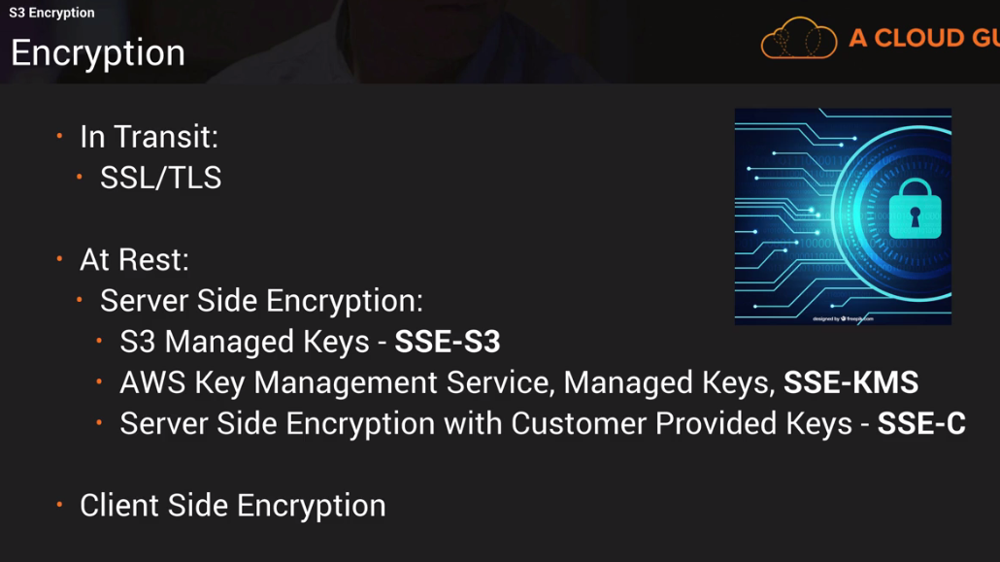 S3 Encryption
Encryption
A CLOUD GU
• In Transit:
• SSL/TLS
• At Rest:
• Server Side Encryption:
• S3 Managed Keys - SSE-S3
• AWS Key Management Service, Managed Keys, SSE-KMS
• Server Side Encryption with Customer Provided Keys - SSE-C
• Client Side Encryption
designed by freepik.com